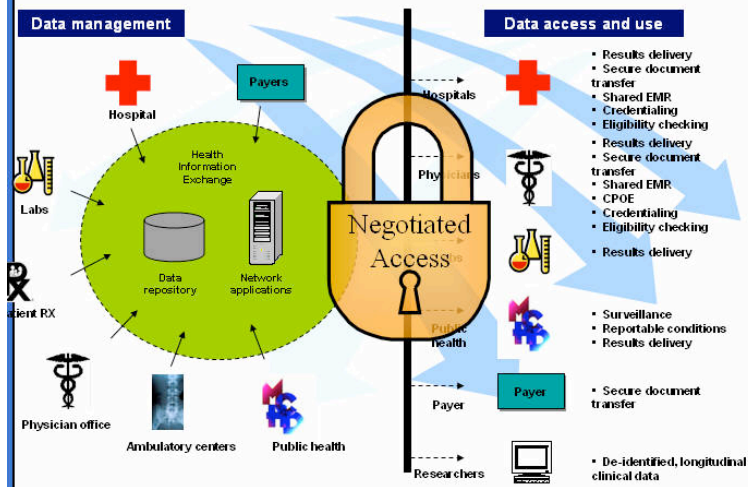 Data management
Data access and use
Hospital
Payers
Health
Information
Exchange
Labs
Data
repository
Network
applications
tient RX
Physician office
Ambulatory centers
Public health
Negotiated
Access
Hospitals
• Results delivery
• Secure document
transfer
• Shared EMR
• Credentialing
• Eligibility checking
Physicians
• Results delivery
• Secure document
transfer
• Shared EMR
• CPOE
• Credentialing
• Eligibility checking
• Results delivery
Public
health
• Surveillance
• Reportable conditions
• Results delivery
Payer
Payer
• Secure document
transfer
Researchers
• De-identified, longitudinal
clinical data